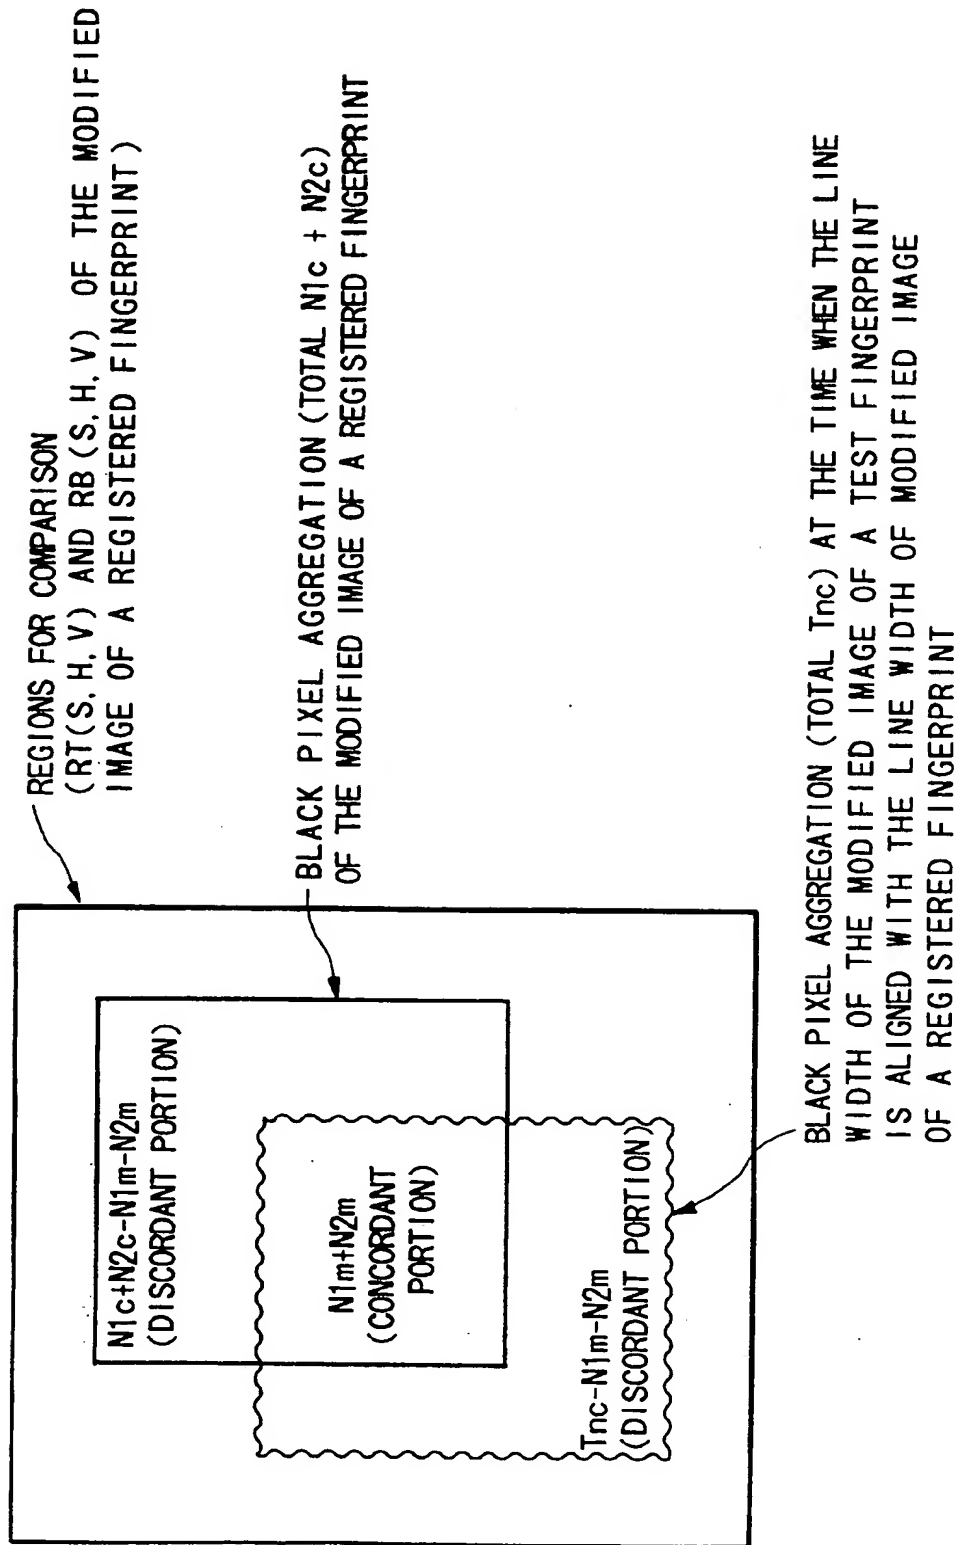 REGIONS FOR COMPARISON
(RT(S, H, V) AND RB (S, H, V) OF THE MODIFIED
IMAGE OF A REGISTERED FINGERPRINT)
BLACK PIXEL AGGREGATION (TOTAL N1c + N2c)
OF THE MODIFIED IMAGE OF A REGISTERED FINGERPRINT
N1c+N2c-N1m-N2m
(DISCORDANT PORTION)
N1m+N2m
(CONCORDANT
PORTION)
Tnc-N1m-N2m
(DISCORDANT PORTION)
BLACK PIXEL AGGREGATION (TOTAL Tnc) AT THE TIME WHEN THE LINE
WIDTH OF THE MODIFIED IMAGE OF A TEST FINGERPRINT
IS ALIGNED WITH THE LINE WIDTH OF MODIFIED IMAGE
OF A REGISTERED FINGERPRINT